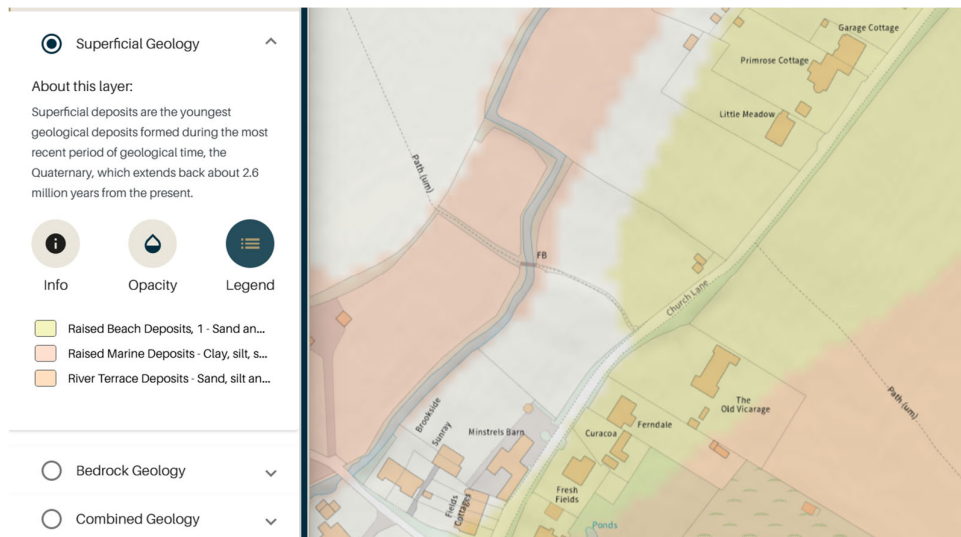 Superficial Geology
About this layer:
Superficial deposits are the youngest
geological deposits formed during the most
recent period of geological time, the
Quaternary, which extends back about 2.6
million years from the present.
Info
Opacity
Legend
Raised Beach Deposits, 1 - Sand an...
Raised Marine Deposits - Clay, silt, s...
River Terrace Deposits - Sand, silt an...
Bedrock Geology
Combined Geology
Garage Cottage
Primrose Cottage
Little Meadow
Path (um)
FB
Church Lane
Path (um)
The
Old Vicarage
Brookside
Sunray
Minstrels Barn
Curacoa
Ferndale
Fresh
Fields
Fields
Cottages
Ponds